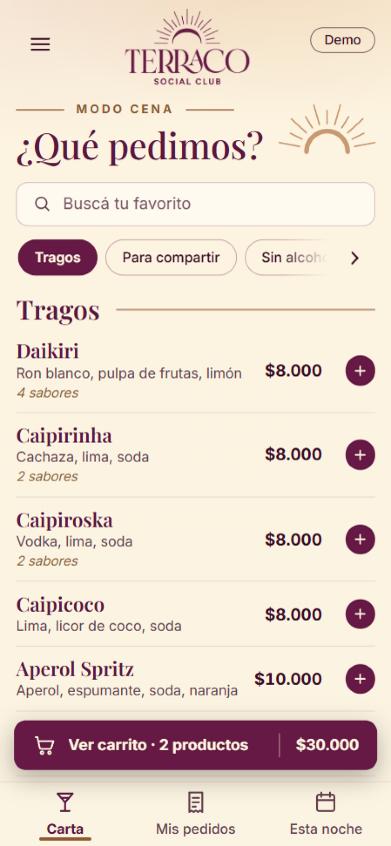 TERRACO
SOCIAL CLUB
Demo
MODO CENA
¿Qué pedimos?
Buscá tu favorito
Tragos
Para compartir
Sin alcoho
Tragos
Daikiri
Ron blanco, pulpa de frutas, limón
4 sabores
$8.000
Caipirinha
Cachaza, lima, soda
2 sabores
$8.000
Caipiroska
Vodka, lima, soda
2 sabores
$8.000
Caipicoco
Lima, licor de coco, soda
$8.000
Aperol Spritz
Aperol, espumante, soda, naranja
$10.000
Ver carrito · 2 productos
$30.000
Carta
Mis pedidos
Esta noche